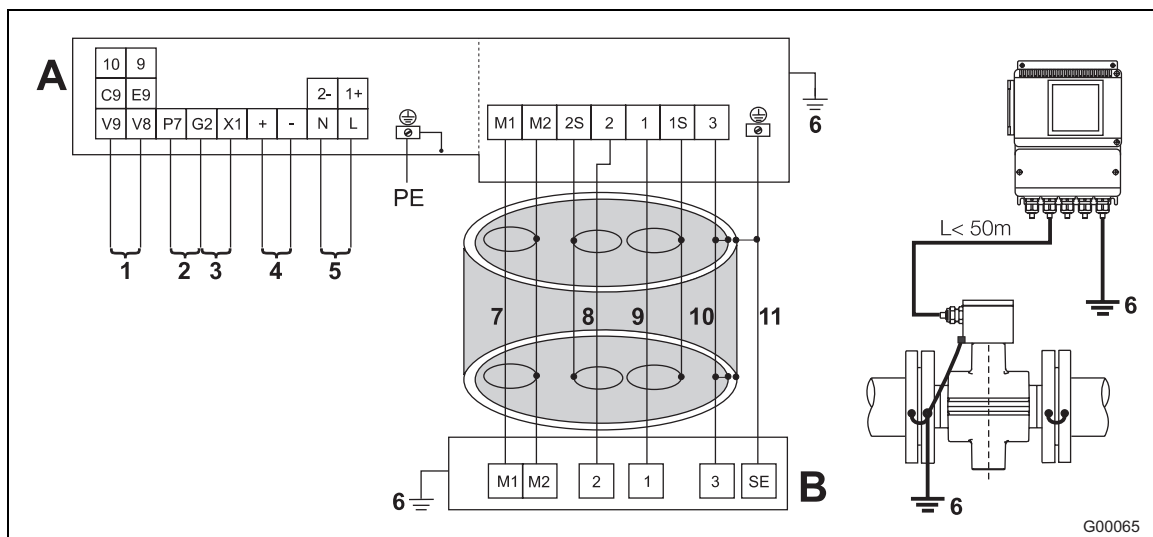 A
10 9
C9 E9 2- 1+
V9 V8 P7 G2 X1 + - N L
PE
1 2 3 4 5
M1 M2 2S 2 1 1S 3
6
7 8 9 10 11
6
M1 M2 2 1 3 SE
B
L< 50m
6
6
G00065